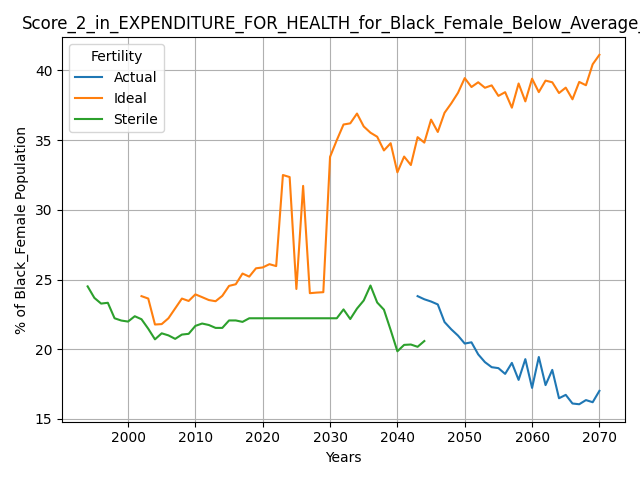 Score_2_in_EXPENDITURE_FOR_HEALTH_for_Black_Female_Below_Average_
Fertility
Actual
Ideal
Sterile
% of Black_Female Population
40
35
30
25
20
15
2000 2010 2020 2030 2040 2050 2060 2070
Years